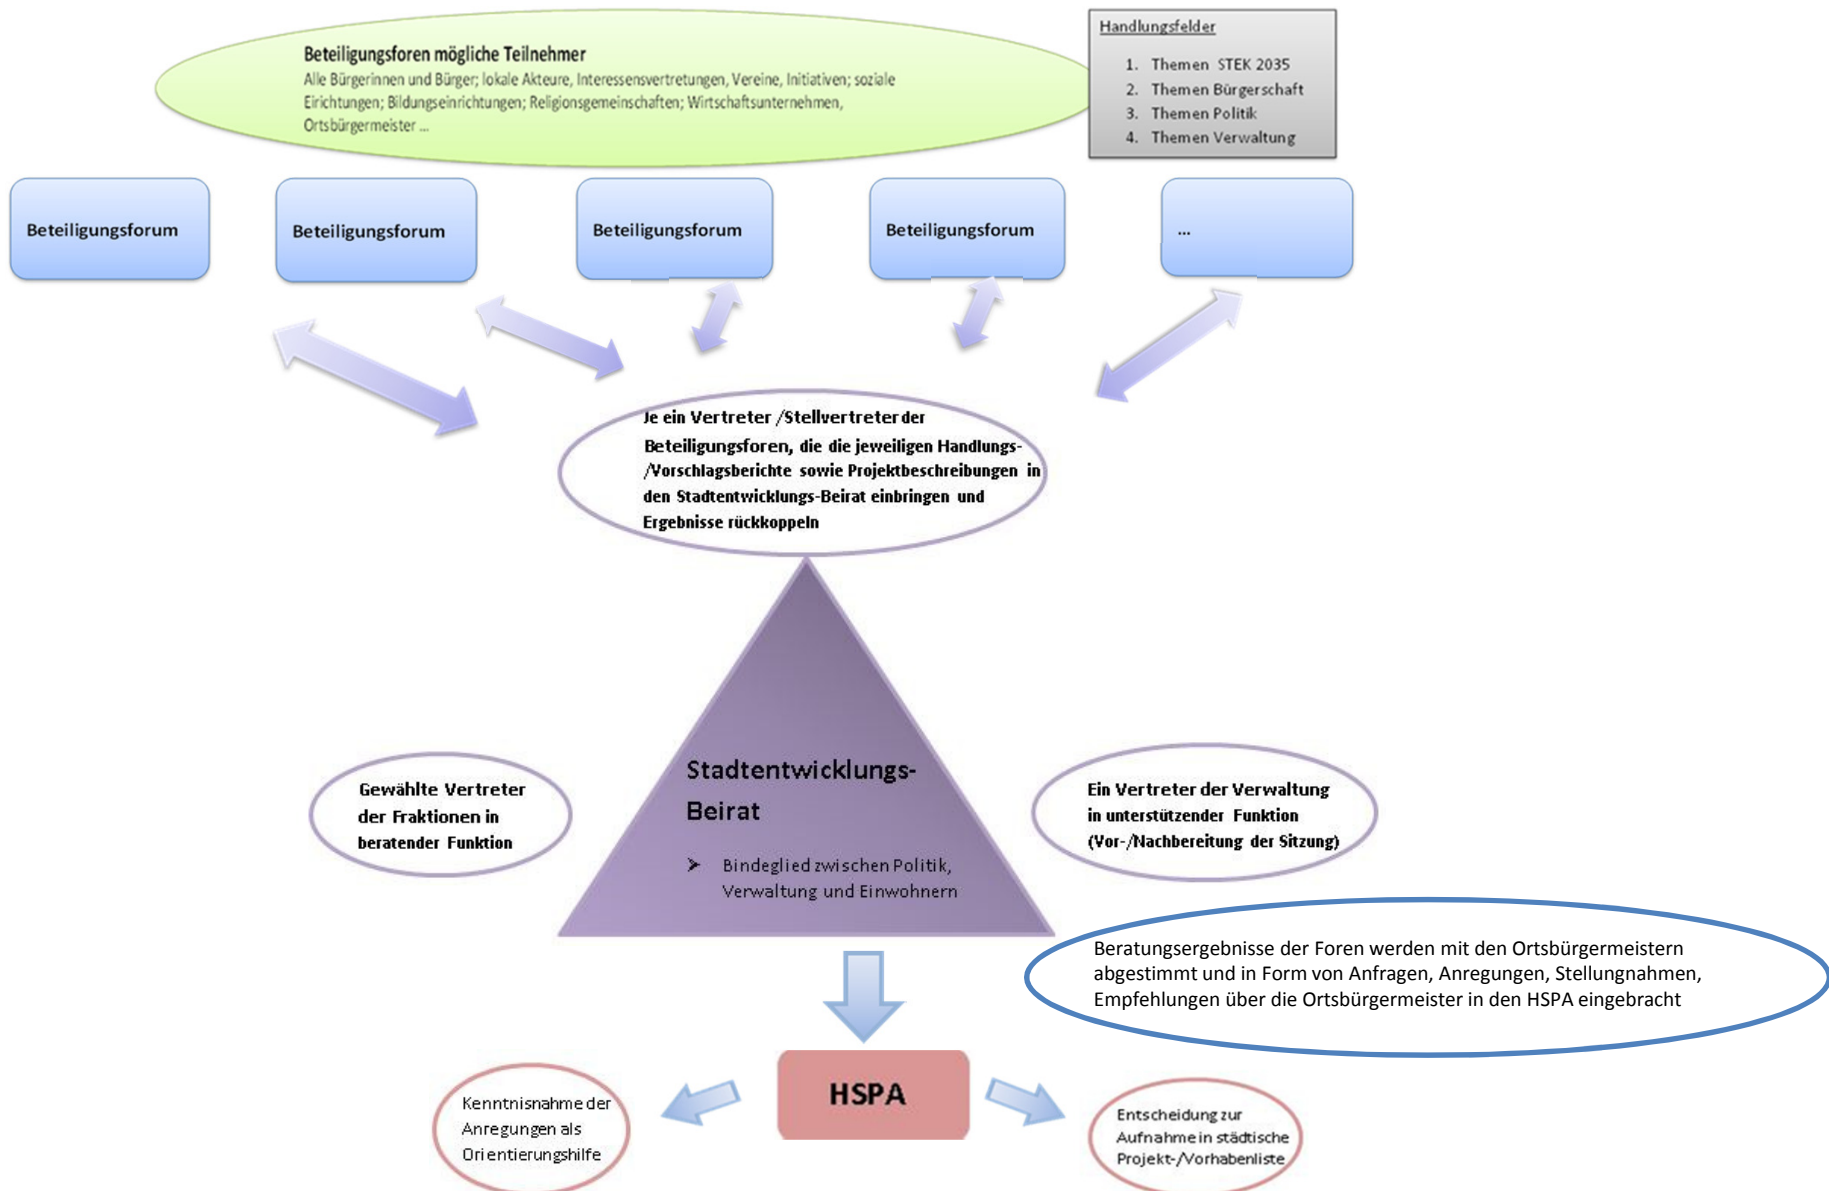 Beteiligungsforen mögliche Teilnehmer
Alle Bürgerinnen und Bürger; lokale Akteure, Interessensvertretungen, Vereine, Initiativen; soziale
Eirichtungen; Bildungseinrichtungen; Religionsgemeinschaften; Wirtschaftsunternehmen,
Ortsbürgermeister ...
Handlungsfelder
1. Themen STEK 2035
2. Themen Bürgerschaft
3. Themen Politik
4. Themen Verwaltung
Beteiligungsforum
Beteiligungsforum
Beteiligungsforum
Beteiligungsforum
...
Je ein Vertreter /Stellvertreter der
Beteiligungsforen, die die jeweiligen Handlungs-
/Vorschlagsberichte sowie Projektbeschreibungen in
den Stadtentwicklungs-Beirat einbringen und
Ergebnisse rückkoppeln
Stadtentwicklungs-
Beirat
➤ Bindeglied zwischen Politik,
Verwaltung und Einwohnern
Gewählte Vertreter
der Fraktionen in
beratender Funktion
Ein Vertreter der Verwaltung
in unterstützender Funktion
(Vor-/Nachbereitung der Sitzung)
Beratungsergebnisse der Foren werden mit den Ortsbürgermeistern
abgestimmt und in Form von Anfragen, Anregungen, Stellungnahmen,
Empfehlungen über die Ortsbürgermeister in den HSPA eingebracht
HSPA
Kenntnisnahme der
Anregungen als
Orientierungshilfe
Entscheidung zur
Aufnahme in städtische
Projekt-/Vorhabenliste